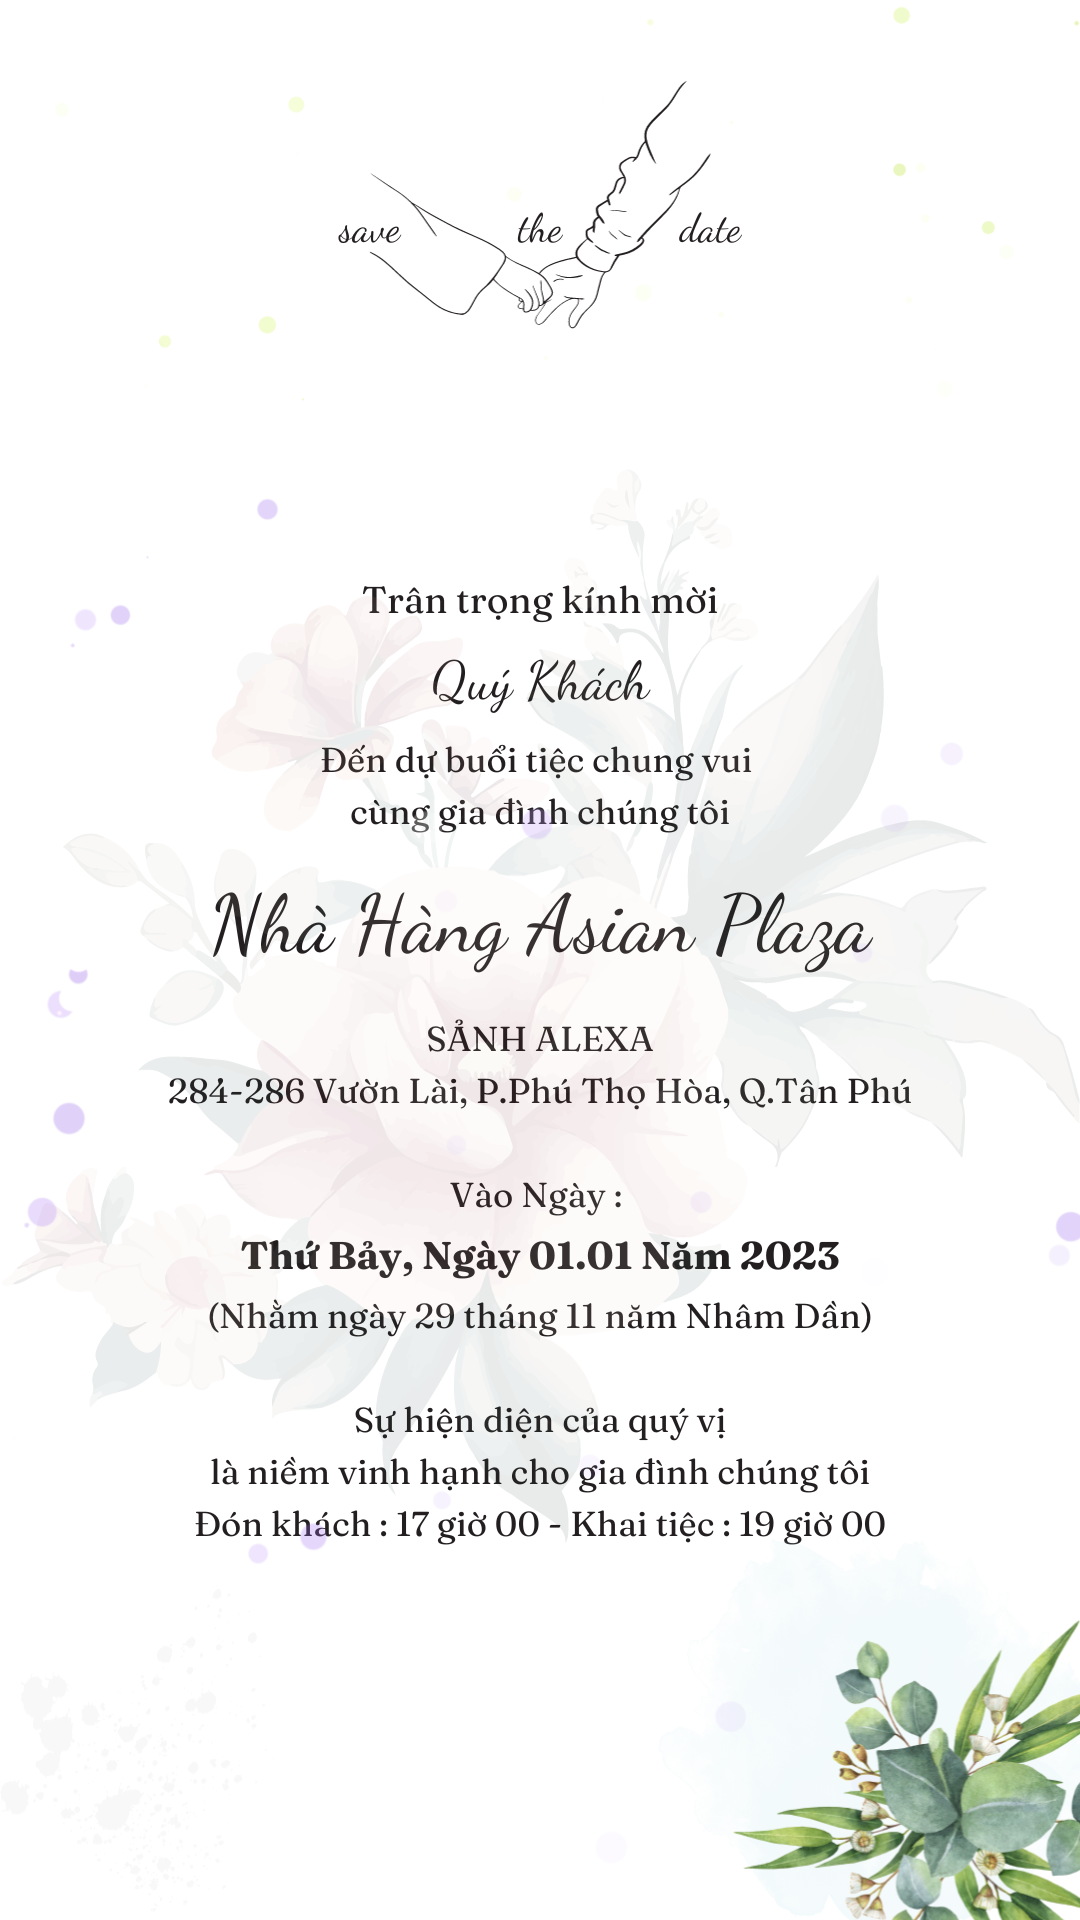 save the date
Trân trọng kính mời
Quý Khách
Đến dự buổi tiệc chung vui
cùng gia đình chúng tôi
Nhà Hàng Asian Plaza
SẢNH ALEXA
284-286 Vườn Lài, P.Phú Thọ Hòa, Q.Tân Phú
Vào Ngày :
Thứ Bảy, Ngày 01.01 Năm 2023
(Nhằm ngày 29 tháng 11 năm Nhâm Dần)
Sự hiện diện của quý vị
là niềm vinh hạnh cho gia đình chúng tôi
Đón khách : 17 giờ 00 - Khai tiệc : 19 giờ 00